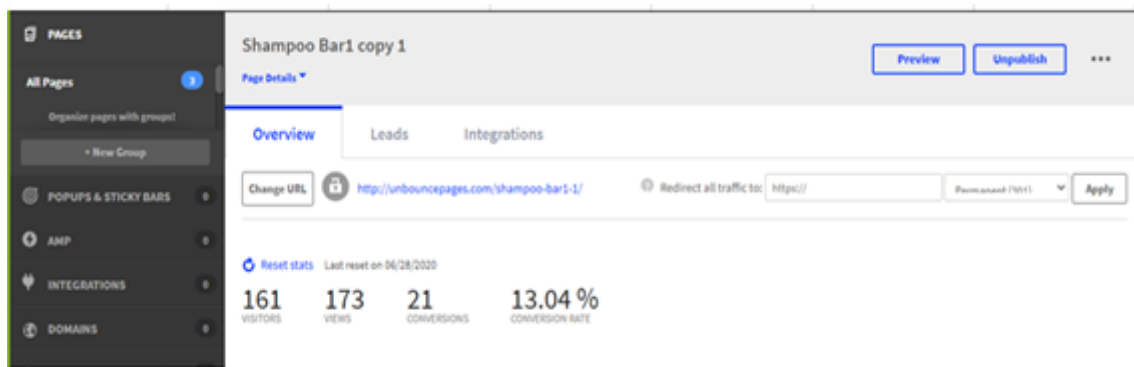 PAGES
All Pages 3
Organize pages with groups!
+ New Group
POPUPS & STICKY BARS 0
AMP 0
INTEGRATIONS 0
DOMAINS 0
Shampoo Bar1 copy 1
Page Details
Preview
Unpublish
Overview
Leads
Integrations
Change URL
http://unbouncepages.com/shampoo-bar1-1/
Redirect all traffic to:
https://
Permanent (301)
Apply
Reset stats Last reset on 06/28/2020
161 173 21 13.04 %
VISITORS VIEWS CONVERSIONS CONVERSION RATE